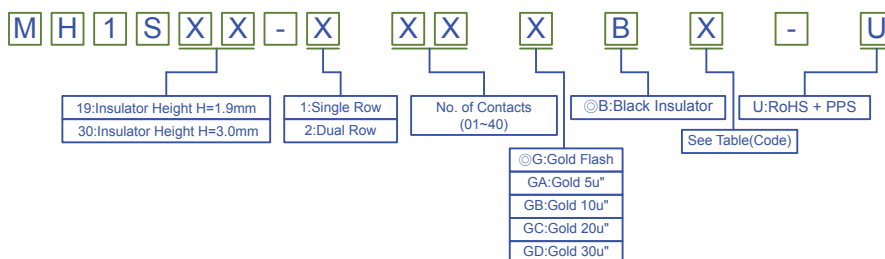 M H 1 S X X - X X X X B X - U
19:Insulator Height H=1.9mm
30:Insulator Height H=3.0mm
1:Single Row
2:Dual Row
No. of Contacts
(01~40)
◎G:Gold Flash
GA:Gold 5u"
GB:Gold 10u"
GC:Gold 20u"
GD:Gold 30u"
◎B:Black Insulator
See Table(Code)
U:RoHS + PPS